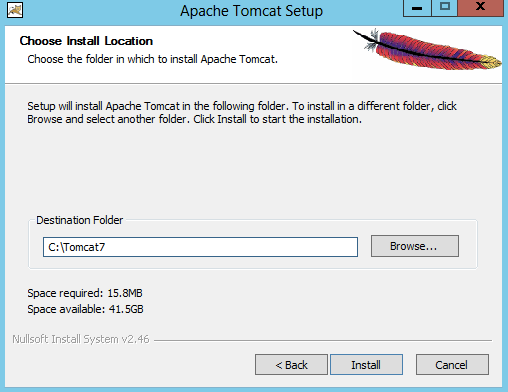 Apache Tomcat Setup
Choose Install Location
Choose the folder in which to install Apache Tomcat.
Setup will install Apache Tomcat in the following folder. To install in a different folder, click
Browse and select another folder. Click Install to start the installation.
Destination Folder
C:\Tomcat7
Browse...
Space required: 15.8MB
Space available: 41.5GB
Nullsoft Install System v2.46
< Back
Install
Cancel